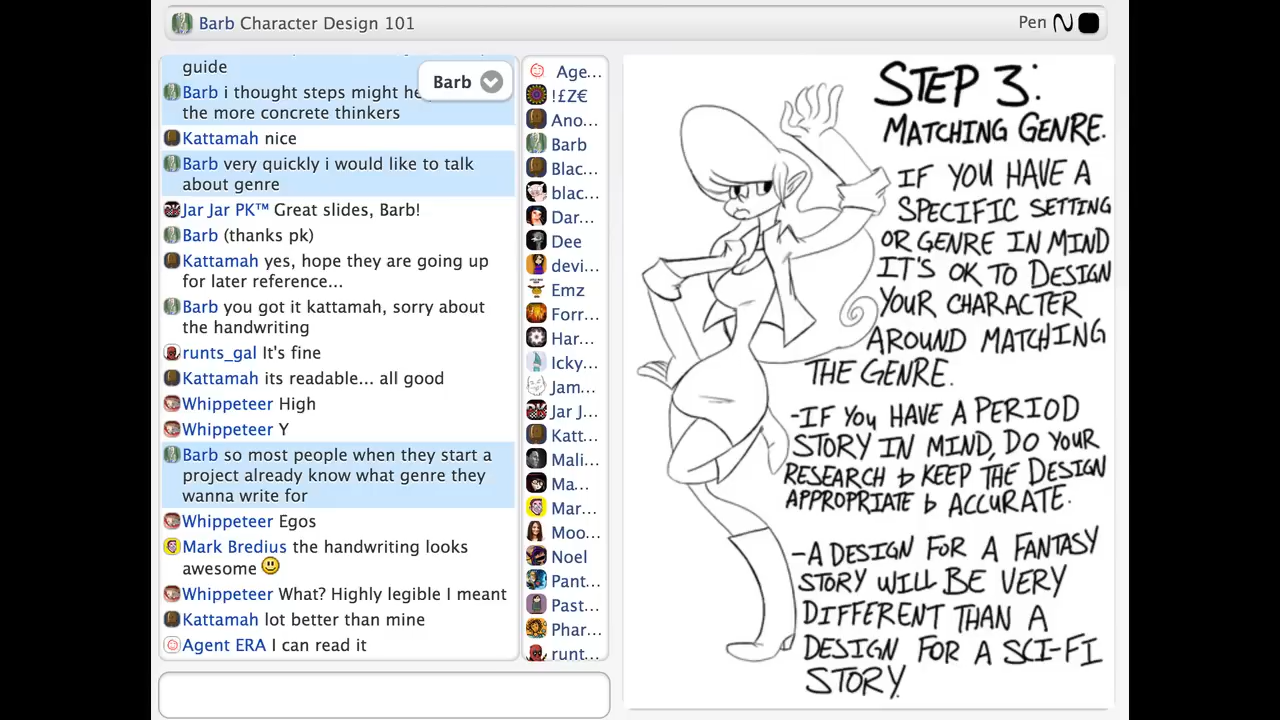 Barb Character Design 101
Pen
guide
Barb
Barb i thought steps might he
the more concrete thinkers
Kattamah nice
Barb very quickly i would like to talk
about genre
Jar Jar PK™ Great slides, Barb!
Barb (thanks pk)
Kattamah yes, hope they are going up
for later reference...
Barb you got it kattamah, sorry about
the handwriting
runts_gal It's fine
Kattamah its readable... all good
Whippeteer High
Whippeteer Y
Barb so most people when they start a
project already know what genre they
wanna write for
Whippeteer Egos
Mark Bredius the handwriting looks
awesome
Whippeteer What? Highly legible I meant
Kattamah lot better than mine
Agent ERA I can read it
Age...
!£Z€
Ano...
Barb
Blac...
blac...
Dar...
Dee
devi...
Emz
Forr...
Har...
Icky...
Jam...
Jar J...
Katt...
Mali...
Ma...
Mar...
Moo...
Noel
Pant...
Past...
Phar...
runt...
STEP 3:
MATCHING GENRE.
IF YOU HAVE A
SPECIFIC SETTING
OR GENRE IN MIND
IT'S OK TO DESIGN
YOUR CHARACTER
AROUND MATCHING
THE GENRE.
-IF YOU HAVE A PERIOD
STORY IN MIND, DO YOUR
RESEARCH & KEEP THE DESIGN
APPROPRIATE & ACCURATE.
-A DESIGN FOR A FANTASY
STORY WILL BE VERY
DIFFERENT THAN A
DESIGN FOR A SCI-FI
STORY.